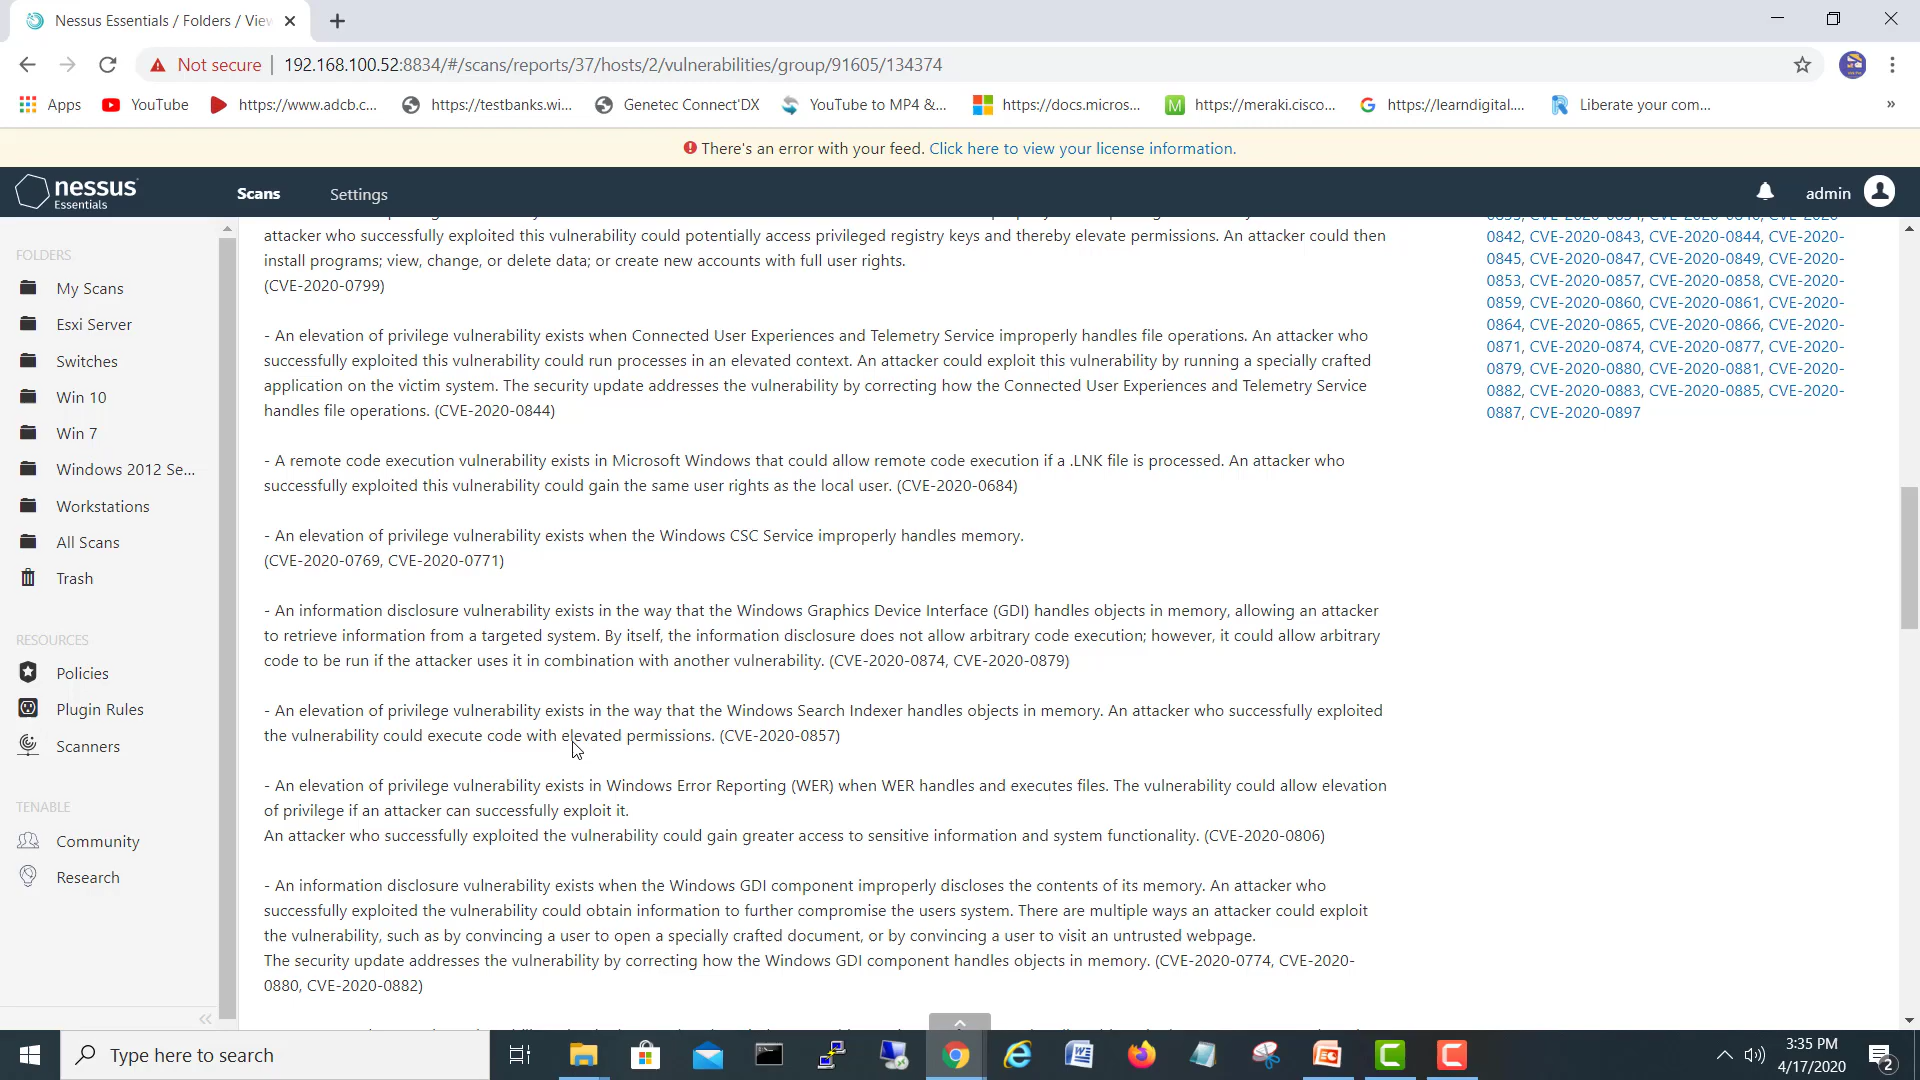 Nessus Essentials / Folders / View
Not secure | 192.168.100.52:8834/#/scans/reports/37/hosts/2/vulnerabilities/group/91605/134374
Apps YouTube https://www.adcb.c... https://testbanks.wi... Genetec Connect'DX YouTube to MP4 &... https://docs.micros... https://meraki.cisco... https://learndigital.... Liberate your com... »
There's an error with your feed. Click here to view your license information.
nessus Essentials
Scans Settings admin
FOLDERS
My Scans
Esxi Server
Switches
Win 10
Win 7
Windows 2012 Se...
Workstations
All Scans
Trash
RESOURCES
Policies
Plugin Rules
Scanners
TENABLE
Community
Research
attacker who successfully exploited this vulnerability could potentially access privileged registry keys and thereby elevate permissions. An attacker could then
install programs; view, change, or delete data; or create new accounts with full user rights.
(CVE-2020-0799)
- An elevation of privilege vulnerability exists when Connected User Experiences and Telemetry Service improperly handles file operations. An attacker who
successfully exploited this vulnerability could run processes in an elevated context. An attacker could exploit this vulnerability by running a specially crafted
application on the victim system. The security update addresses the vulnerability by correcting how the Connected User Experiences and Telemetry Service
handles file operations. (CVE-2020-0844)
- A remote code execution vulnerability exists in Microsoft Windows that could allow remote code execution if a .LNK file is processed. An attacker who
successfully exploited this vulnerability could gain the same user rights as the local user. (CVE-2020-0684)
- An elevation of privilege vulnerability exists when the Windows CSC Service improperly handles memory.
(CVE-2020-0769, CVE-2020-0771)
- An information disclosure vulnerability exists in the way that the Windows Graphics Device Interface (GDI) handles objects in memory, allowing an attacker
to retrieve information from a targeted system. By itself, the information disclosure does not allow arbitrary code execution; however, it could allow arbitrary
code to be run if the attacker uses it in combination with another vulnerability. (CVE-2020-0874, CVE-2020-0879)
- An elevation of privilege vulnerability exists in the way that the Windows Search Indexer handles objects in memory. An attacker who successfully exploited
the vulnerability could execute code with elevated permissions. (CVE-2020-0857)
- An elevation of privilege vulnerability exists in Windows Error Reporting (WER) when WER handles and executes files. The vulnerability could allow elevation
of privilege if an attacker can successfully exploit it.
An attacker who successfully exploited the vulnerability could gain greater access to sensitive information and system functionality. (CVE-2020-0806)
- An information disclosure vulnerability exists when the Windows GDI component improperly discloses the contents of its memory. An attacker who
successfully exploited the vulnerability could obtain information to further compromise the users system. There are multiple ways an attacker could exploit
the vulnerability, such as by convincing a user to open a specially crafted document, or by convincing a user to visit an untrusted webpage.
The security update addresses the vulnerability by correcting how the Windows GDI component handles objects in memory. (CVE-2020-0774, CVE-2020-
0880, CVE-2020-0882)
0842, CVE-2020-0843, CVE-2020-0844, CVE-2020-
0845, CVE-2020-0847, CVE-2020-0849, CVE-2020-
0853, CVE-2020-0857, CVE-2020-0858, CVE-2020-
0859, CVE-2020-0860, CVE-2020-0861, CVE-2020-
0864, CVE-2020-0865, CVE-2020-0866, CVE-2020-
0871, CVE-2020-0874, CVE-2020-0877, CVE-2020-
0879, CVE-2020-0880, CVE-2020-0881, CVE-2020-
0882, CVE-2020-0883, CVE-2020-0885, CVE-2020-
0887, CVE-2020-0897
Type here to search
3:35 PM
4/17/2020
2